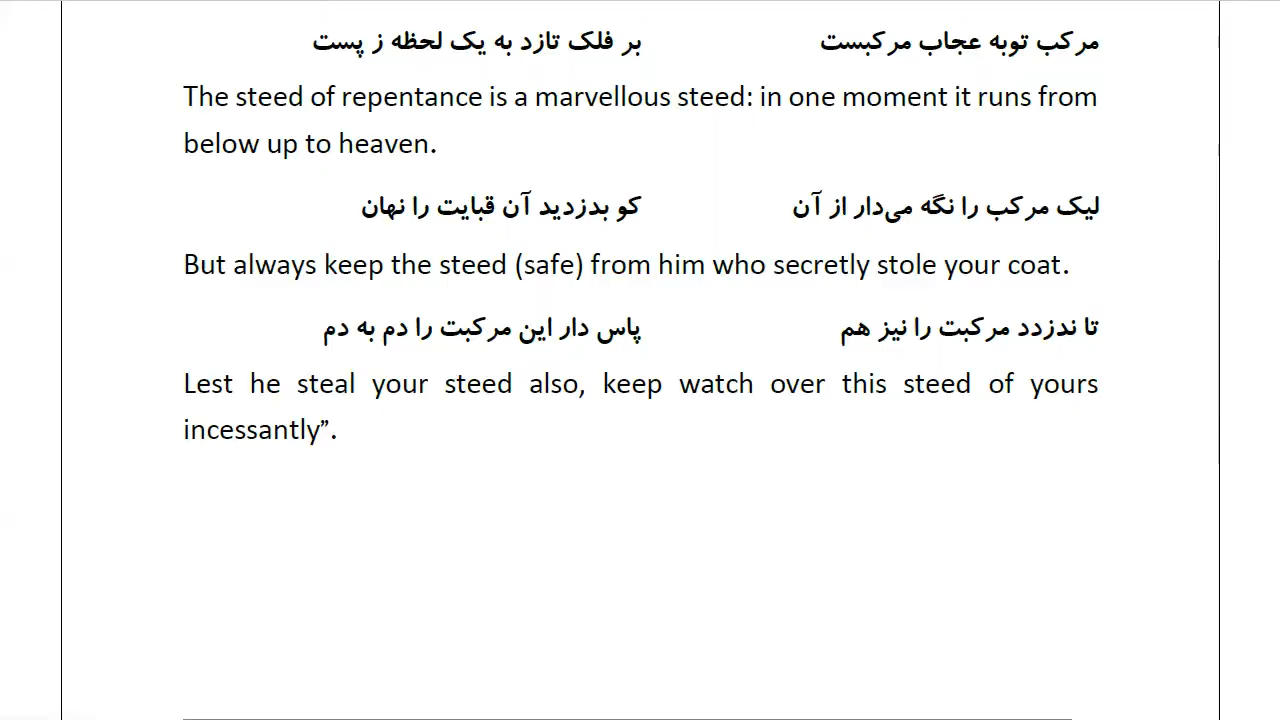 مرکب توبه عجاب مرکبست بر فلک تازد به یک لحظه ز پست
The steed of repentance is a marvellous steed: in one moment it runs from
below up to heaven.
لیک مرکب را نگه می‌دار از آن کو بدزدید آن قبایت را نهان
But always keep the steed (safe) from him who secretly stole your coat.
تا ندزدد مرکبت را نیز هم پاس دار این مرکبت را دم به دم
Lest he steal your steed also, keep watch over this steed of yours
incessantly”.